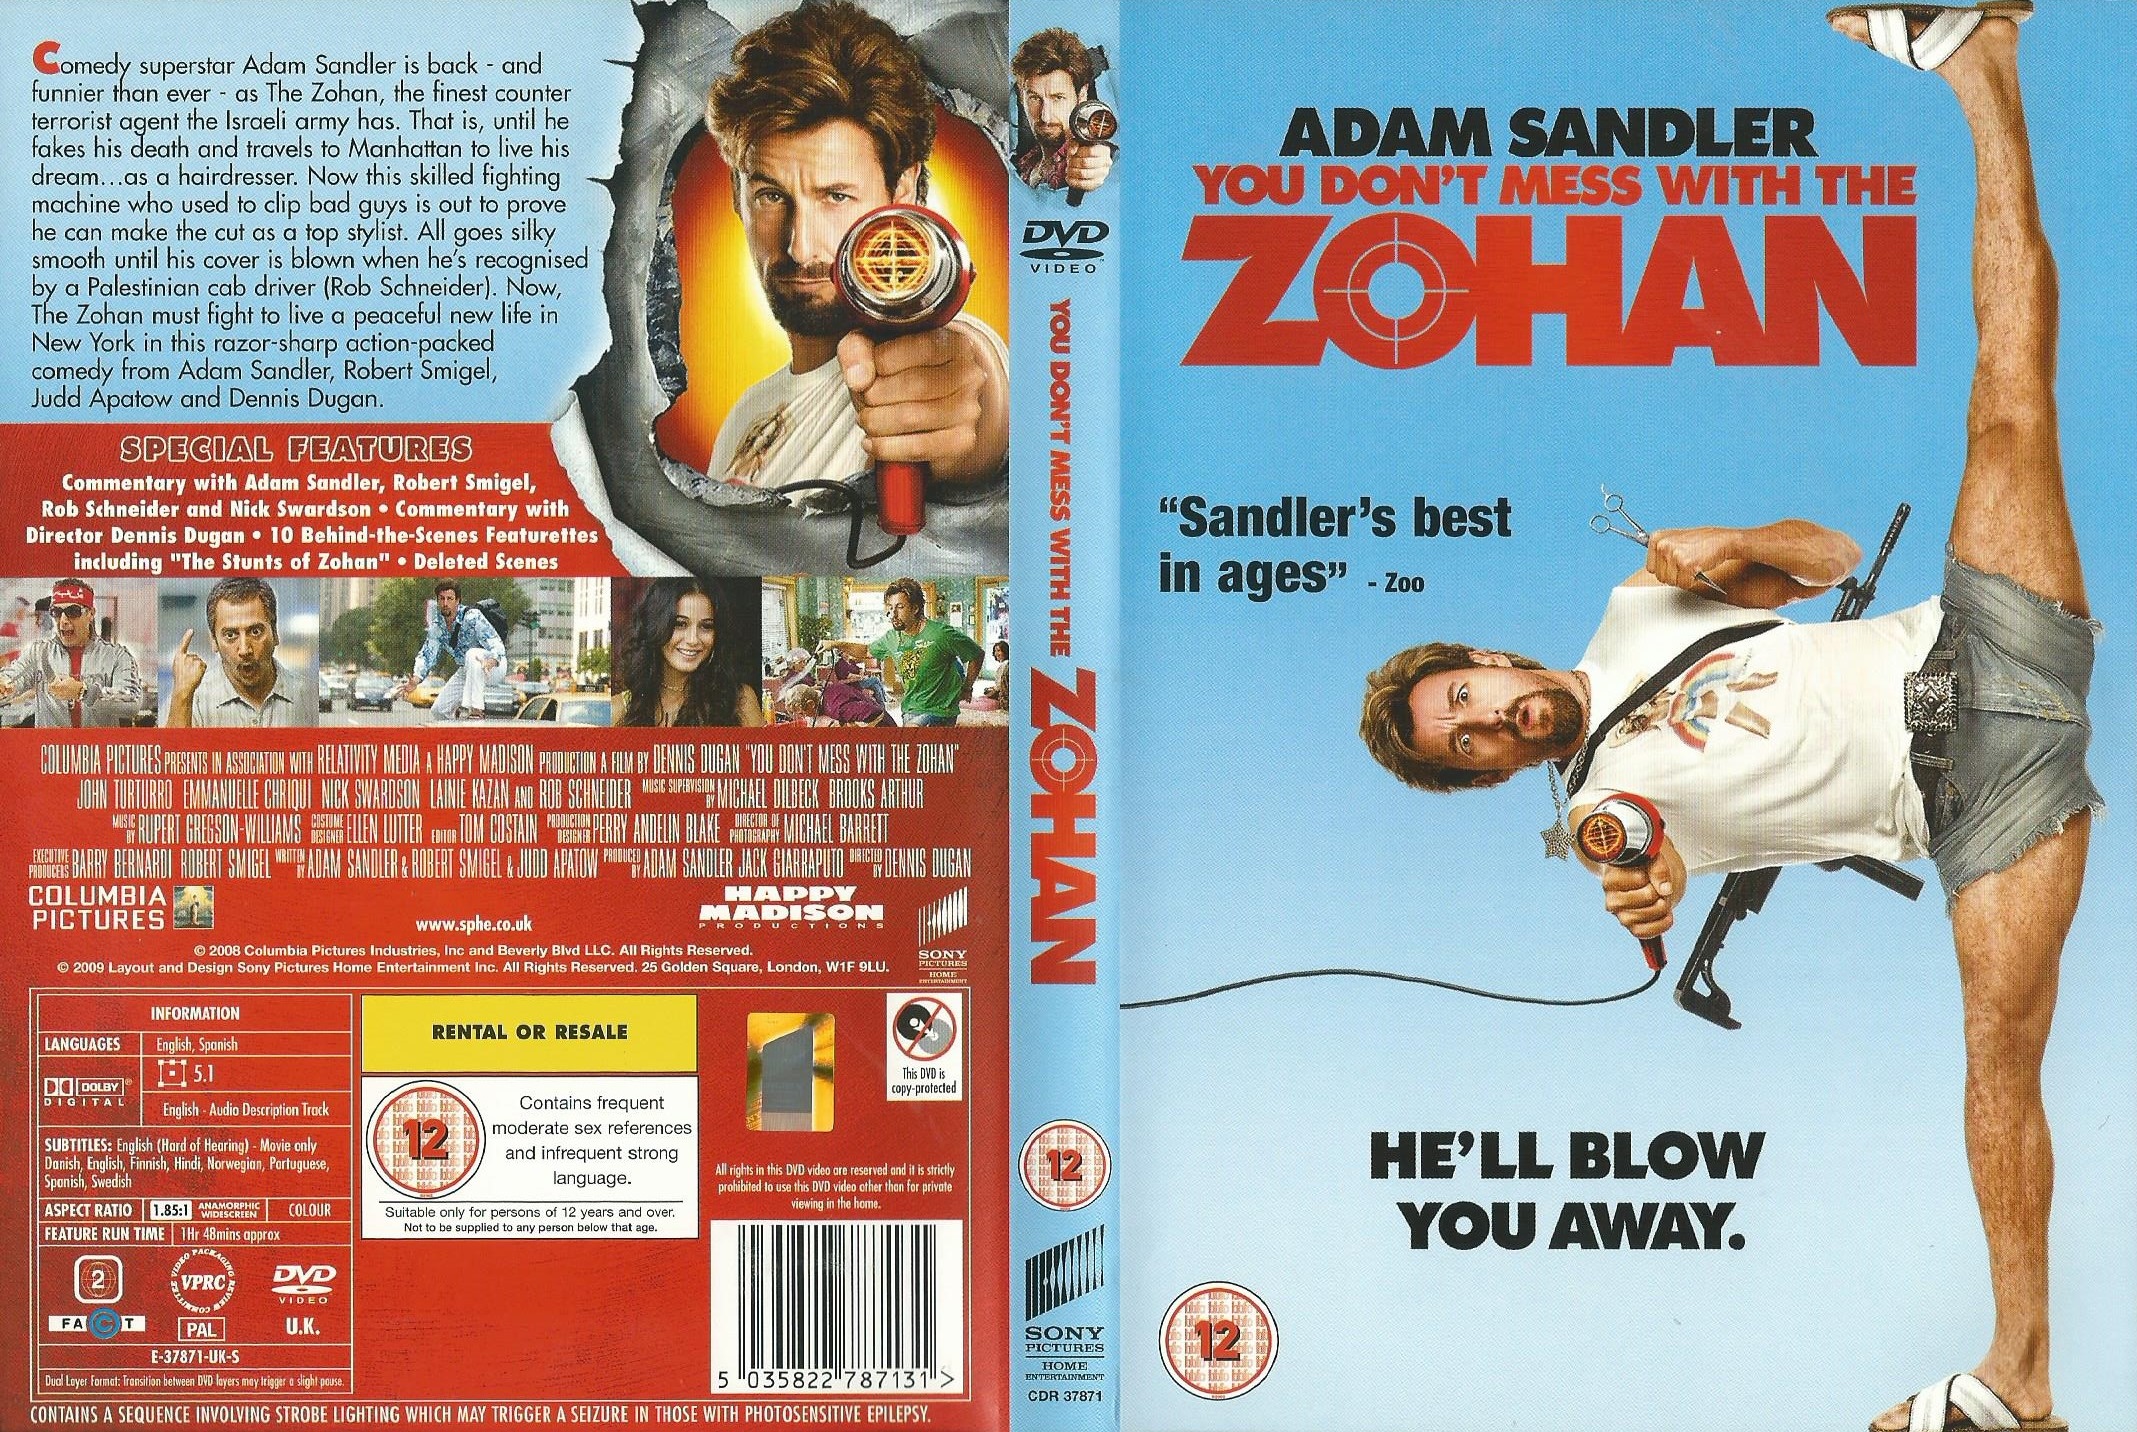 Comedy superstar Adam Sandler is back - and
funnier than ever - as The Zohan, the finest counter
terrorist agent the Israeli army has. That is, until he
fakes his death and travels to Manhattan to live his
dream...as a hairdresser. Now this skilled fighting
machine who used to clip bad guys is out to prove
he can make the cut as a top stylist. All goes silky
smooth until his cover is blown when he's recognised
by a Palestinian cab driver (Rob Schneider). Now,
The Zohan must fight to live a peaceful new life in
New York in this razor-sharp action-packed
comedy from Adam Sandler, Robert Smigel,
Judd Apatow and Dennis Dugan.
SPECIAL FEATURES
Commentary with Adam Sandler, Robert Smigel,
Rob Schneider and Nick Swardson • Commentary with
Director Dennis Dugan • 10 Behind-the-Scenes Featurettes
including "The Stunts of Zohan" • Deleted Scenes
COLUMBIA PICTURES PRESENTS IN ASSOCIATION WITH RELATIVITY MEDIA A HAPPY MADISON PRODUCTION A FILM BY DENNIS DUGAN "YOU DON'T MESS WITH THE ZOHAN"
JOHN TURTURRO EMMANUELLE CHRIQUI NICK SWARDSON LAINIE KAZAN AND ROB SCHNEIDER MUSIC SUPERVISION BY MICHAEL DILBECK BROOKS ARTHUR
MUSIC BY RUPERT GREGSON-WILLIAMS COSTUME DESIGNER ELLEN LUTTER EDITOR TOM COSTAIN PRODUCTION DESIGNER PERRY ANDELIN BLAKE DIRECTOR OF PHOTOGRAPHY MICHAEL BARRETT
EXECUTIVE PRODUCERS BARRY BERNARDI ROBERT SMIGEL WRITTEN BY ADAM SANDLER & ROBERT SMIGEL & JUDD APATOW PRODUCED BY ADAM SANDLER JACK GIARRAPUTO DIRECTED BY DENNIS DUGAN
COLUMBIA
PICTURES
www.sphe.co.uk
HAPPY
MADISON
PRODUCTIONS
SONY
PICTURES
HOME
ENTERTAINMENT
© 2008 Columbia Pictures Industries, Inc and Beverly Blvd LLC. All Rights Reserved.
© 2009 Layout and Design Sony Pictures Home Entertainment Inc. All Rights Reserved. 25 Golden Square, London, W1F 9LU.
INFORMATION
LANGUAGES English, Spanish
DOLBY DIGITAL 5.1
English - Audio Description Track
SUBTITLES: English (Hard of Hearing) - Movie only
Danish, English, Finnish, Hindi, Norwegian, Portuguese,
Spanish, Swedish
ASPECT RATIO 1.85:1 ANAMORPHIC WIDESCREEN COLOUR
FEATURE RUN TIME 1Hr 48mins approx
2
VIDEO PACKAGING REVIEW COMMITTEE VPRC
DVD
VIDEO
FACT
PAL
U.K.
E-37871-UK-S
Dual Layer Format: Transition between DVD layers may trigger a slight pause.
RENTAL OR RESALE
12
Contains frequent
moderate sex references
and infrequent strong
language.
Suitable only for persons of 12 years and over.
Not to be supplied to any person below that age.
This DVD is
copy-protected
All rights in this DVD video are reserved and it is strictly
prohibited to use this DVD video other than for private
viewing in the home.
5 035822 787131 >
CONTAINS A SEQUENCE INVOLVING STROBE LIGHTING WHICH MAY TRIGGER A SEIZURE IN THOSE WITH PHOTOSENSITIVE EPILEPSY.
DVD
VIDEO
YOU DON'T MESS WITH THE ZOHAN
12
SONY
PICTURES
HOME
ENTERTAINMENT
CDR 37871
ADAM SANDLER
YOU DON'T MESS WITH THE
ZOHAN
“Sandler's best
in ages” - Zoo
HE'LL BLOW
YOU AWAY.
12